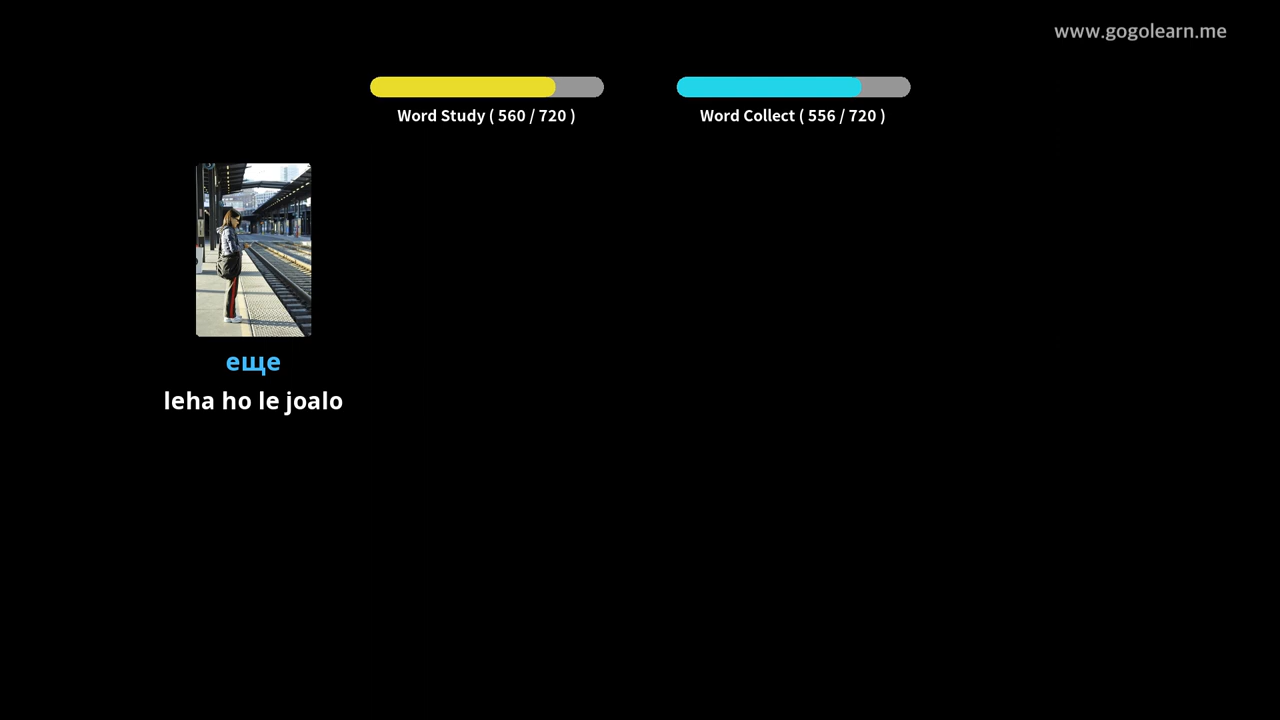 www.gogolearn.me
Word Study ( 560 / 720 )
Word Collect ( 556 / 720 )
еще
leha ho le joalo